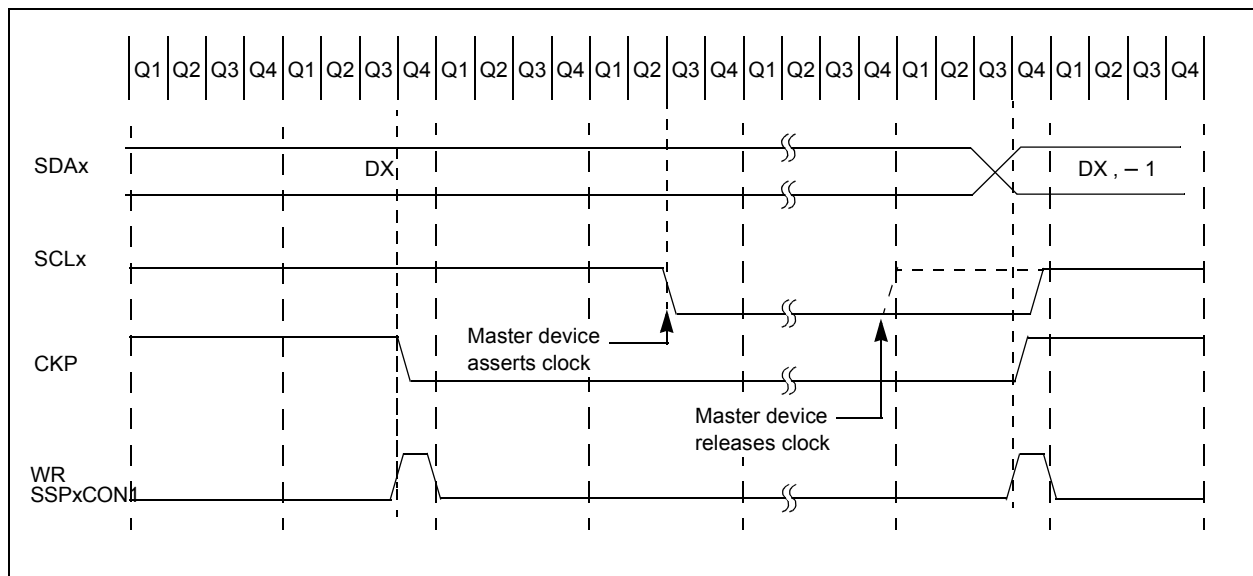 Q1 Q2 Q3 Q4 Q1 Q2 Q3 Q4 Q1 Q2 Q3 Q4 Q1 Q2 Q3 Q4 Q1 Q2 Q3 Q4 Q1 Q2 Q3 Q4 Q1 Q2 Q3 Q4
SDAx
DX
DX , – 1
SCLx
Master device
asserts clock
CKP
Master device
releases clock
WR
SSPxCON1